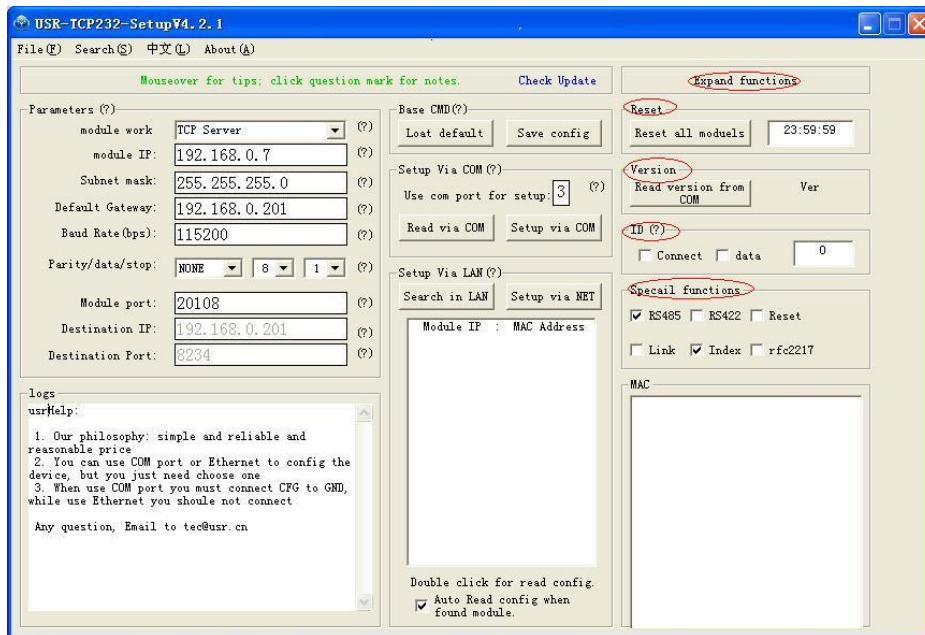 USR-TCP232-SetupV4.2.1
File(F) Search(S) 中文(L) About(A)
Mouseover for tips; click question mark for notes. Check Update
Expand functions
Parameters (?)
module work TCP Server (?)
module IP: 192.168.0.7 (?)
Subnet mask: 255.255.255.0 (?)
Default Gateway: 192.168.0.201 (?)
Baud Rate(bps): 115200 (?)
Parity/data/stop: NONE 8 1 (?)
Module port: 20108 (?)
Destination IP: 192.168.0.201 (?)
Destination Port: 8234 (?)
logs
usrHelp:
1. Our philosophy: simple and reliable and
reasonable price
2. You can use COM port or Ethernet to config the
device, but you just need choose one
3. When use COM port you must connect CFG to GND,
while use Ethernet you shoule not connect
Any question, Email to tec@usr.cn
Base CMD(?)
Loat default Save config
Setup Via COM(?)
Use com port for setup: 3 (?)
Read via COM Setup via COM
Setup Via LAN(?)
Search in LAN Setup via NET
Module IP : MAC Address
Double click for read config.
Auto Read config when
found module.
Reset
Reset all moduels 23:59:59
Version
Read version from
COM
Ver
ID (?)
Connect data 0
Specail functions
RS485 RS422 Reset
Link Index rfc2217
MAC